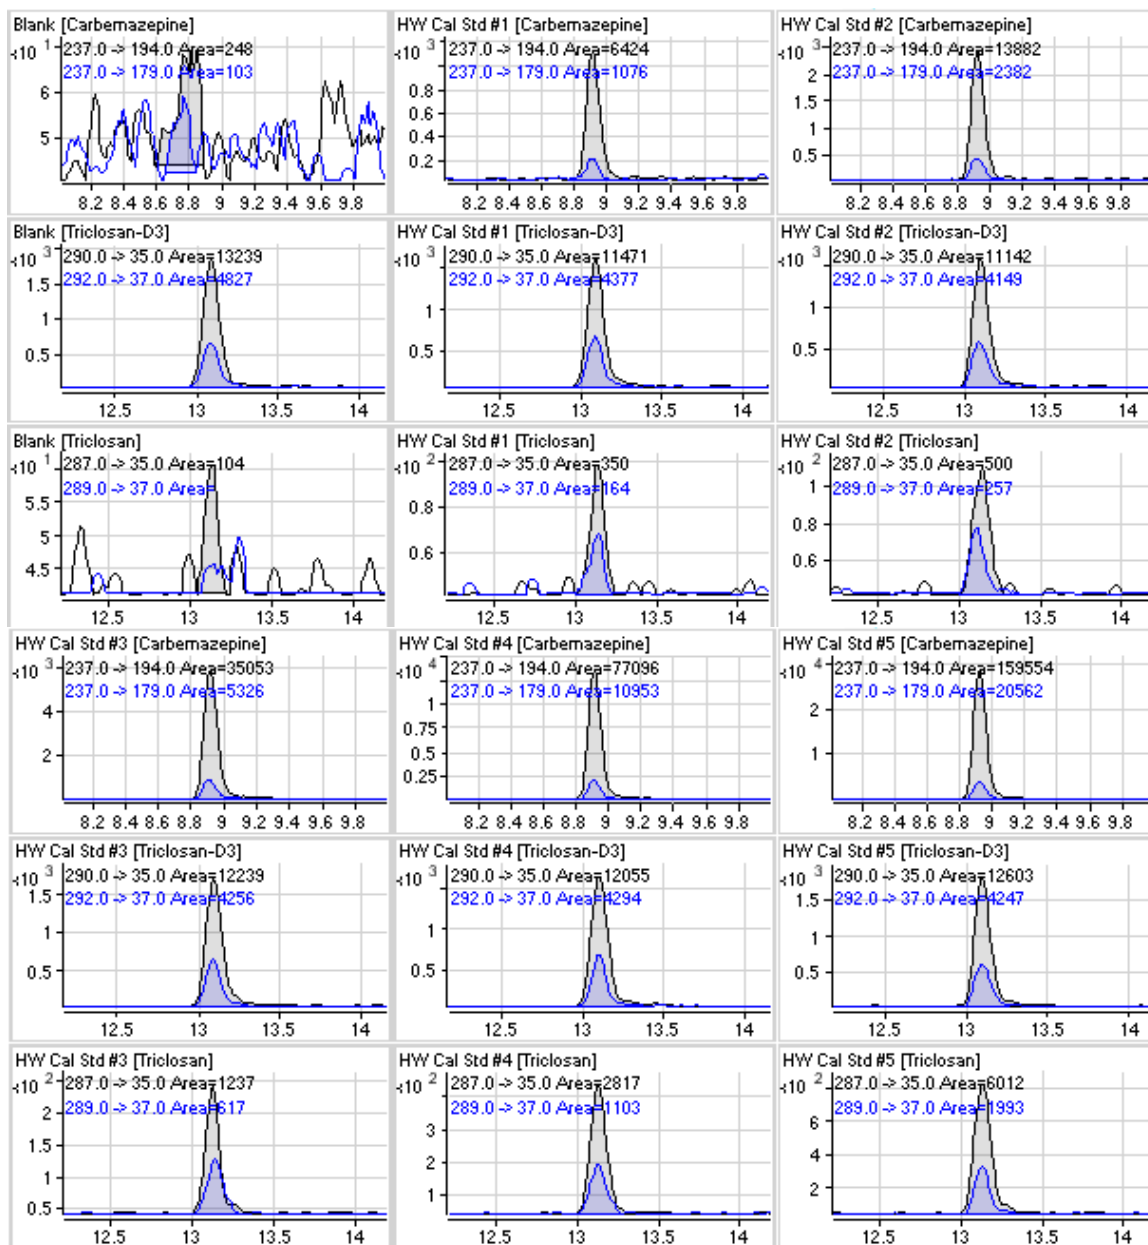 Blank [Carbemazepine]
x10 1
237.0 -> 194.0 Area=248
237.0 -> 179.0 Area=103
6
5
8.2 8.4 8.6 8.8 9 9.2 9.4 9.6 9.8
HW Cal Std #1 [Carbemazepine]
x10 3
237.0 -> 194.0 Area=6424
237.0 -> 179.0 Area=1076
0.8
0.6
0.4
0.2
8.2 8.4 8.6 8.8 9 9.2 9.4 9.6 9.8
HW Cal Std #2 [Carbemazepine]
x10 3
237.0 -> 194.0 Area=13882
237.0 -> 179.0 Area=2382
2
1.5
1
0.5
8.2 8.4 8.6 8.8 9 9.2 9.4 9.6 9.8
Blank [Triclosan-D3]
x10 3
290.0 -> 35.0 Area=13239
292.0 -> 37.0 Area=4827
1.5
1
0.5
12.5 13 13.5 14
HW Cal Std #1 [Triclosan-D3]
x10 3
290.0 -> 35.0 Area=11471
292.0 -> 37.0 Area=4377
1
0.5
12.5 13 13.5 14
HW Cal Std #2 [Triclosan-D3]
x10 3
290.0 -> 35.0 Area=11142
292.0 -> 37.0 Area=4149
1
0.5
12.5 13 13.5 14
Blank [Triclosan]
x10 1
287.0 -> 35.0 Area=104
289.0 -> 37.0 Area=
5.5
5
4.5
12.5 13 13.5 14
HW Cal Std #1 [Triclosan]
x10 2
287.0 -> 35.0 Area=350
289.0 -> 37.0 Area=164
0.8
0.6
12.5 13 13.5 14
HW Cal Std #2 [Triclosan]
x10 2
287.0 -> 35.0 Area=500
289.0 -> 37.0 Area=257
1
0.8
0.6
12.5 13 13.5 14
HW Cal Std #3 [Carbemazepine]
x10 3
237.0 -> 194.0 Area=35053
237.0 -> 179.0 Area=5326
4
2
8.2 8.4 8.6 8.8 9 9.2 9.4 9.6 9.8
HW Cal Std #4 [Carbemazepine]
x10 4
237.0 -> 194.0 Area=77096
237.0 -> 179.0 Area=10953
1
0.75
0.5
0.25
8.2 8.4 8.6 8.8 9 9.2 9.4 9.6 9.8
HW Cal Std #5 [Carbemazepine]
x10 4
237.0 -> 194.0 Area=159554
237.0 -> 179.0 Area=20562
2
1
8.2 8.4 8.6 8.8 9 9.2 9.4 9.6 9.8
HW Cal Std #3 [Triclosan-D3]
x10 3
290.0 -> 35.0 Area=12239
292.0 -> 37.0 Area=4256
1.5
1
0.5
12.5 13 13.5 14
HW Cal Std #4 [Triclosan-D3]
x10 3
290.0 -> 35.0 Area=12055
292.0 -> 37.0 Area=4294
1
0.5
12.5 13 13.5 14
HW Cal Std #5 [Triclosan-D3]
x10 3
290.0 -> 35.0 Area=12603
292.0 -> 37.0 Area=4247
1.5
1
0.5
12.5 13 13.5 14
HW Cal Std #3 [Triclosan]
x10 2
287.0 -> 35.0 Area=1237
289.0 -> 37.0 Area=617
2
1.5
1
0.5
12.5 13 13.5 14
HW Cal Std #4 [Triclosan]
x10 2
287.0 -> 35.0 Area=2817
289.0 -> 37.0 Area=1103
3
2
1
12.5 13 13.5 14
HW Cal Std #5 [Triclosan]
x10 2
287.0 -> 35.0 Area=6012
289.0 -> 37.0 Area=1993
6
4
2
12.5 13 13.5 14